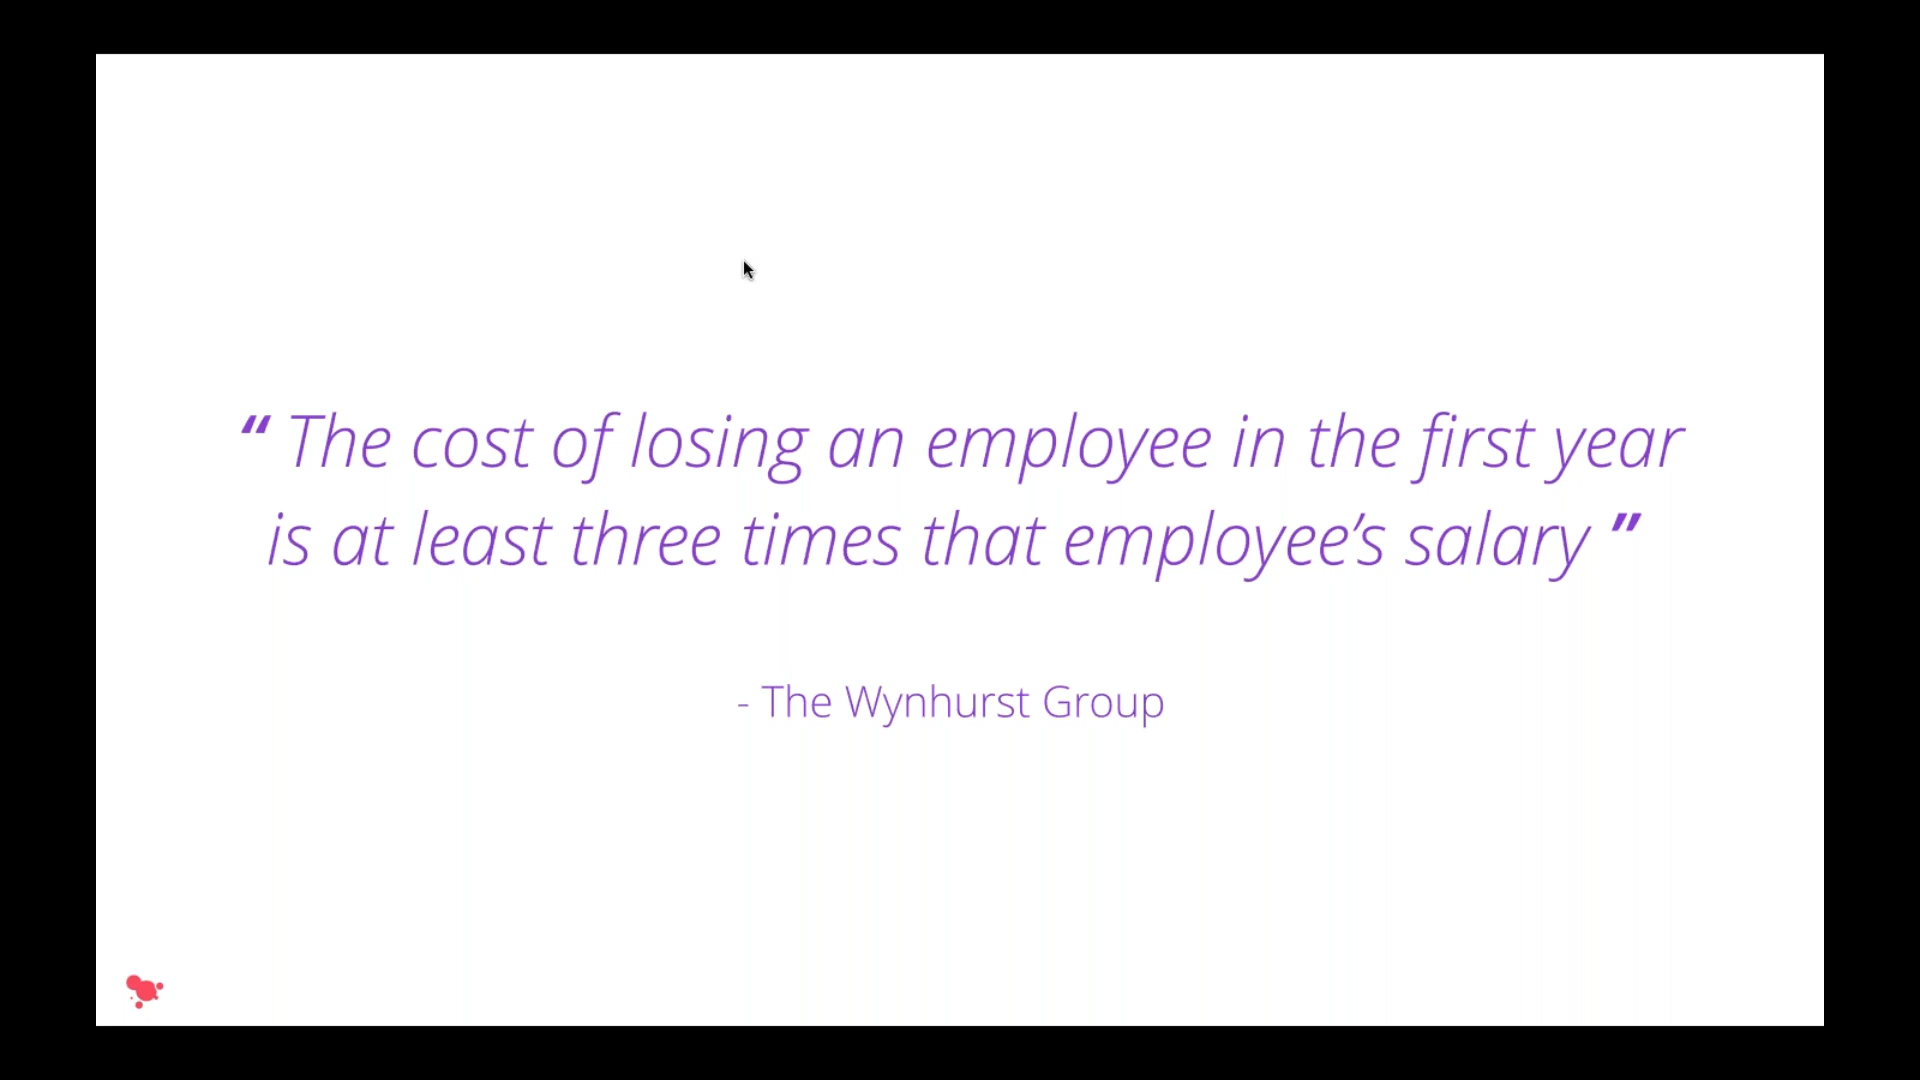 “ The cost of losing an employee in the first year
is at least three times that employee’s salary ”
- The Wynhurst Group